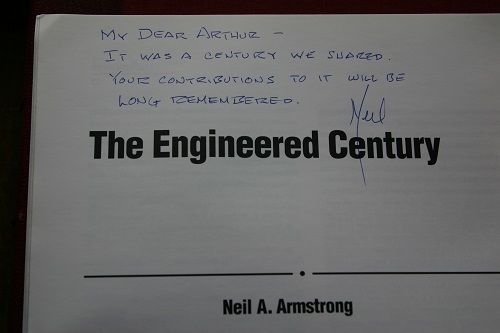 My Dear Arthur –
It was a century we shared.
Your contributions to it will be
long remembered.
Neil
The Engineered Century
Neil A. Armstrong